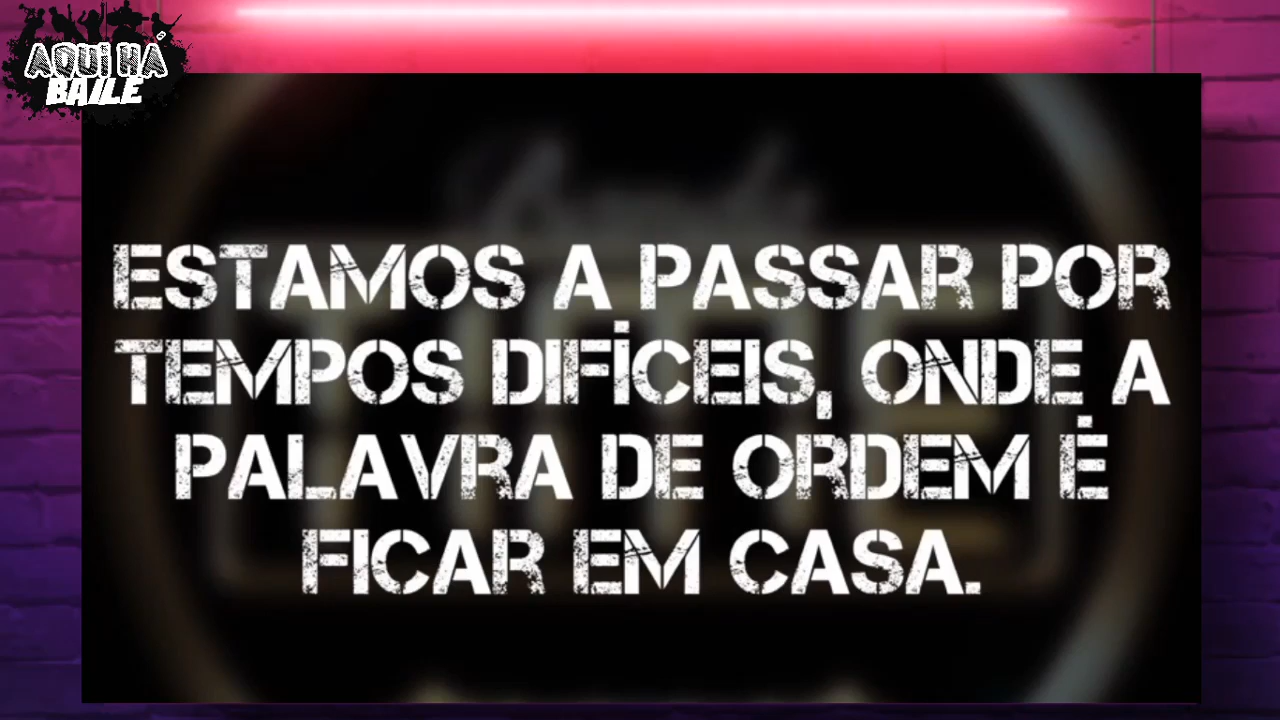 AQUI HÁ
BAILE
ESTAMOS A PASSAR POR
TEMPOS DIFÍCEIS, ONDE A
PALAVRA DE ORDEM É
FICAR EM CASA.